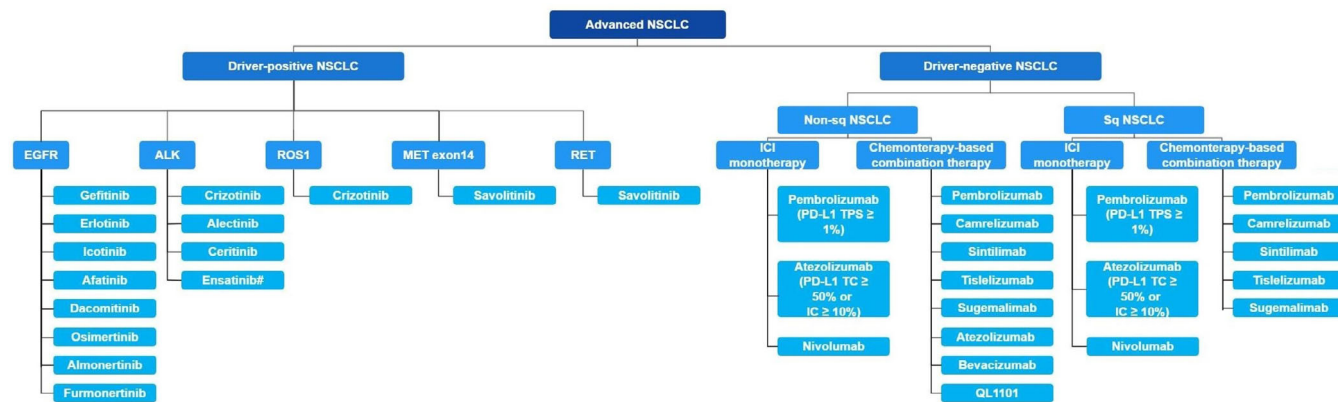 Advanced NSCLC
Driver-positive NSCLC
Driver-negative NSCLC
Non-sq NSCLC
Sq NSCLC
EGFR
ALK
ROS1
MET exon14
RET
ICI
monotherapy
Chemonterapy-based
combination therapy
ICI
monotherapy
Chemonterapy-based
combination therapy
Gefitinib
Erlotinib
Icotinib
Afatinib
Dacomitinib
Osimertinib
Almonertinib
Furmonertinib
Crizotinib
Alectinib
Ceritinib
Ensatinib#
Crizotinib
Savolitinib
Savolitinib
Pembrolizumab
(PD-L1 TPS ≥
1%)
Atezolizumab
(PD-L1 TC ≥
50% or
IC ≥ 10%)
Nivolumab
Pembrolizumab
Camrelizumab
Sintilimab
Tislelizumab
Sugemalimab
Atezolizumab
Bevacizumab
QL1101
Pembrolizumab
(PD-L1 TPS ≥
1%)
Atezolizumab
(PD-L1 TC ≥
50% or
IC ≥ 10%)
Nivolumab
Pembrolizumab
Camrelizumab
Sintilimab
Tislelizumab
Sugemalimab